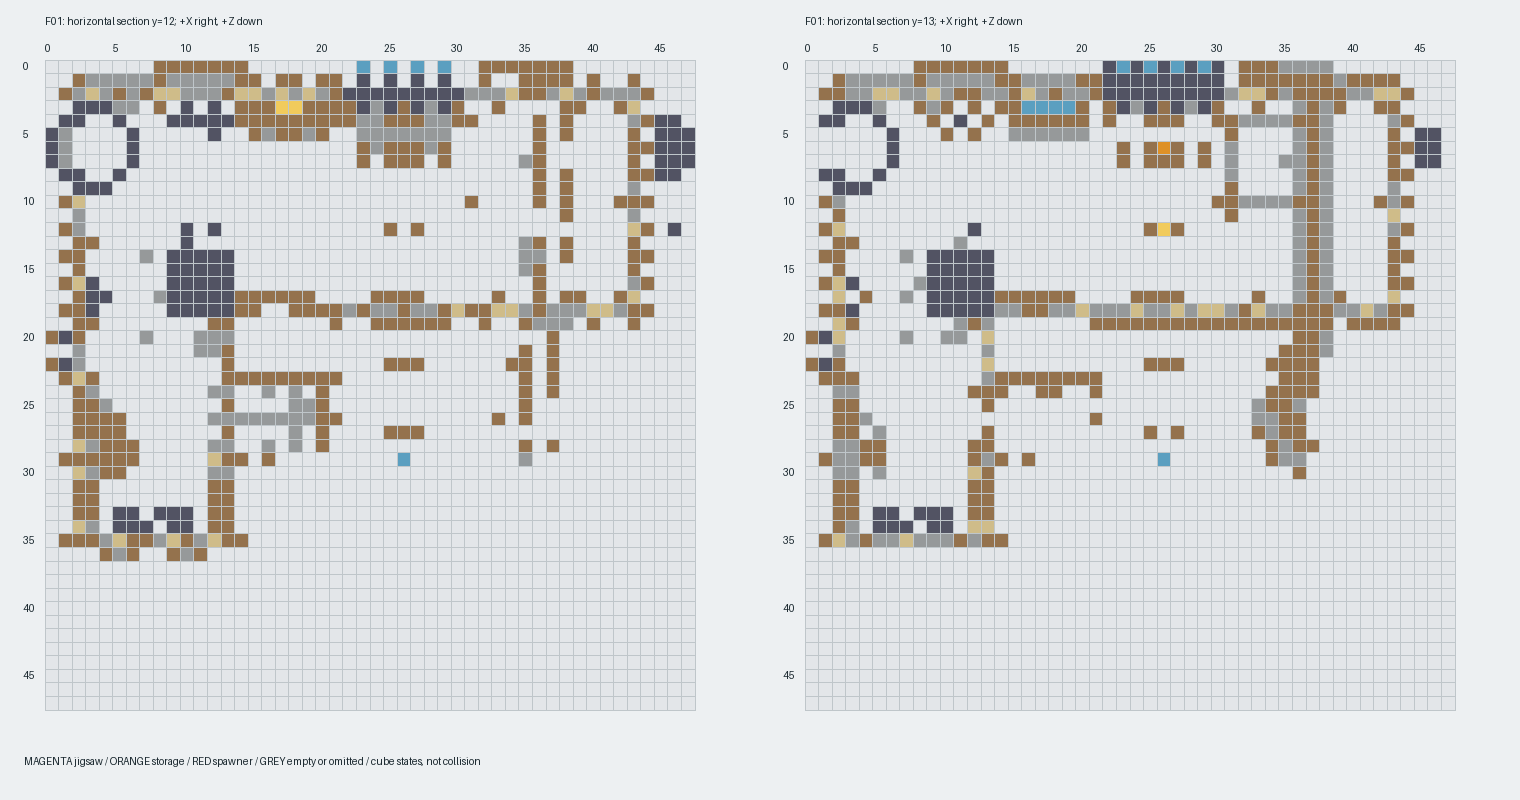 F01: horizontal section y=12; +X right, +Z down
F01: horizontal section y=13; +X right, +Z down
0 5 10 15 20 25 30 35 40 45
0 5 10 15 20 25 30 35 40 45
0 0
5 5
10 10
15 15
20 20
25 25
30 30
35 35
40 40
45 45
MAGENTA jigsaw / ORANGE storage / RED spawner / GREY empty or omitted / cube states, not collision